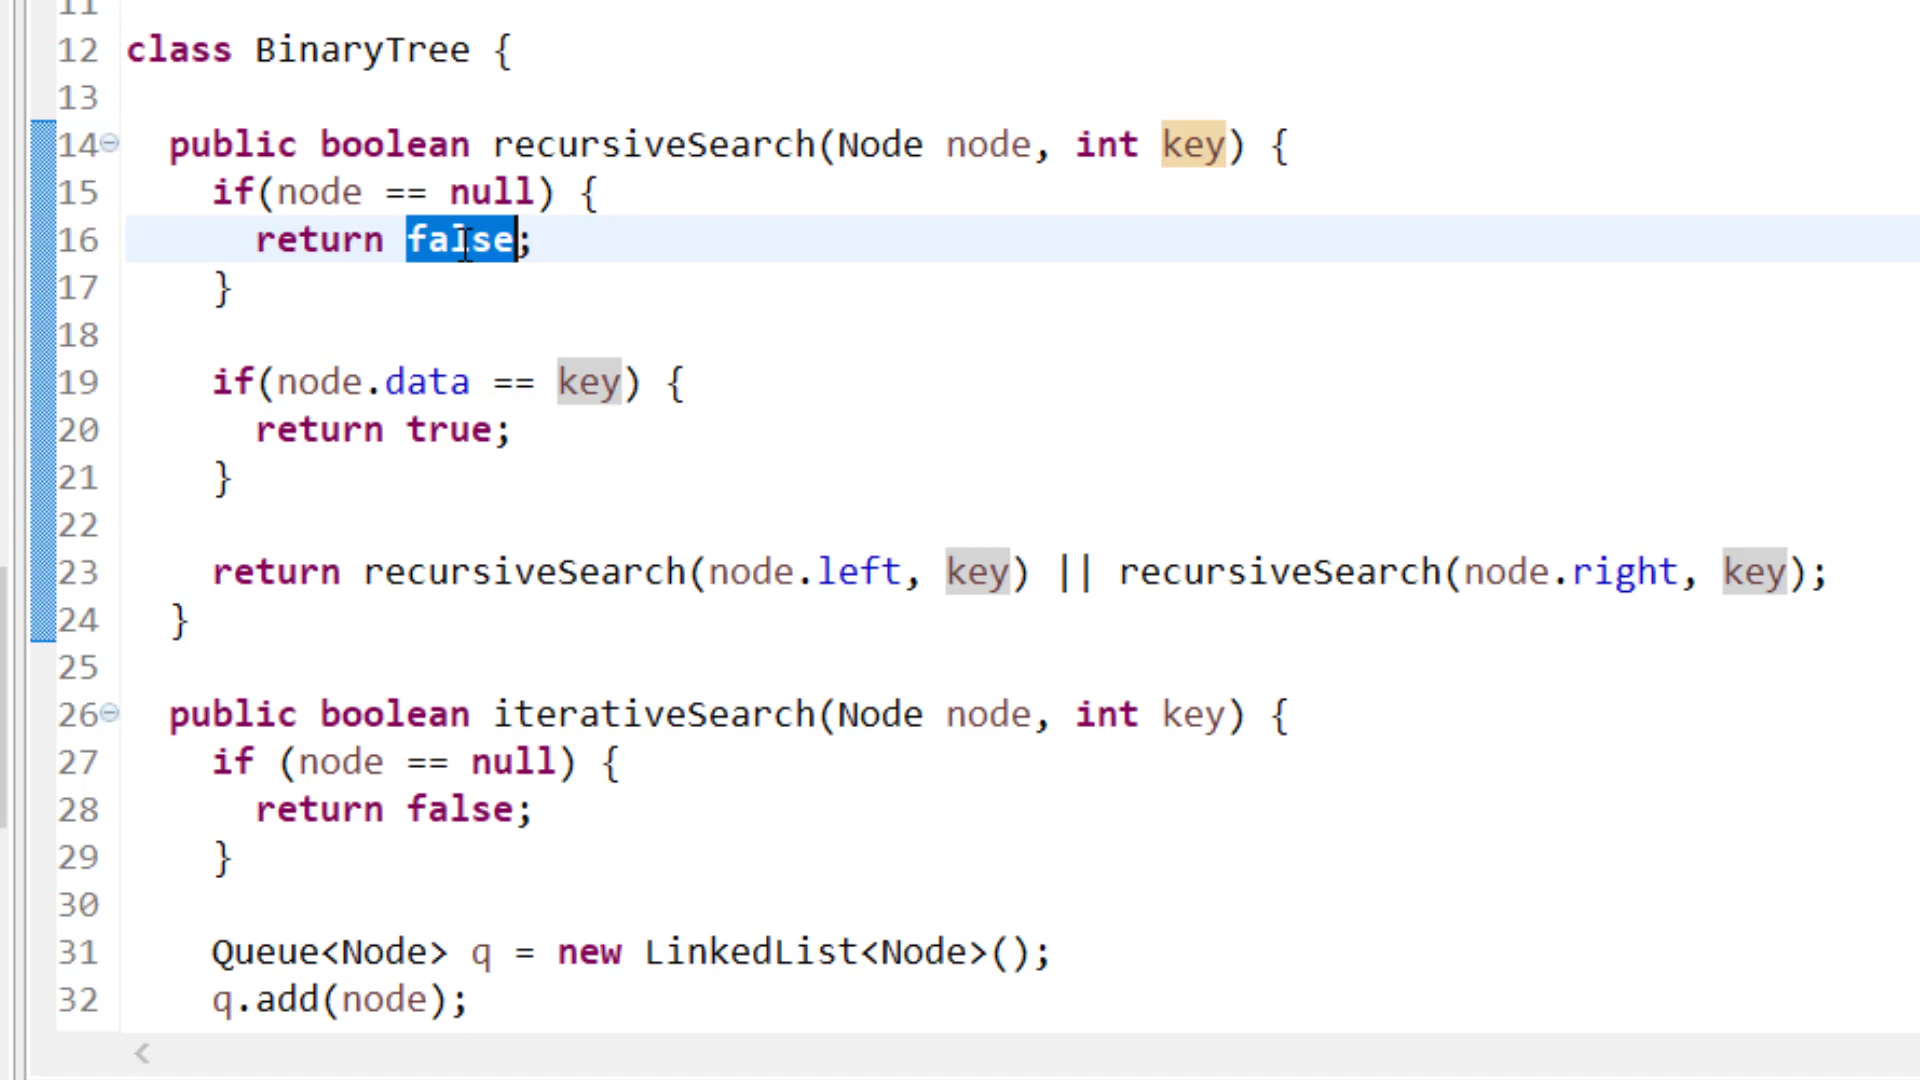 11
12 class BinaryTree {
13
14 public boolean recursiveSearch(Node node, int key) {
15 if(node == null) {
16 return false;
17 }
18
19 if(node.data == key) {
20 return true;
21 }
22
23 return recursiveSearch(node.left, key) || recursiveSearch(node.right, key);
24 }
25
26 public boolean iterativeSearch(Node node, int key) {
27 if (node == null) {
28 return false;
29 }
30
31 Queue<Node> q = new LinkedList<Node>();
32 q.add(node);